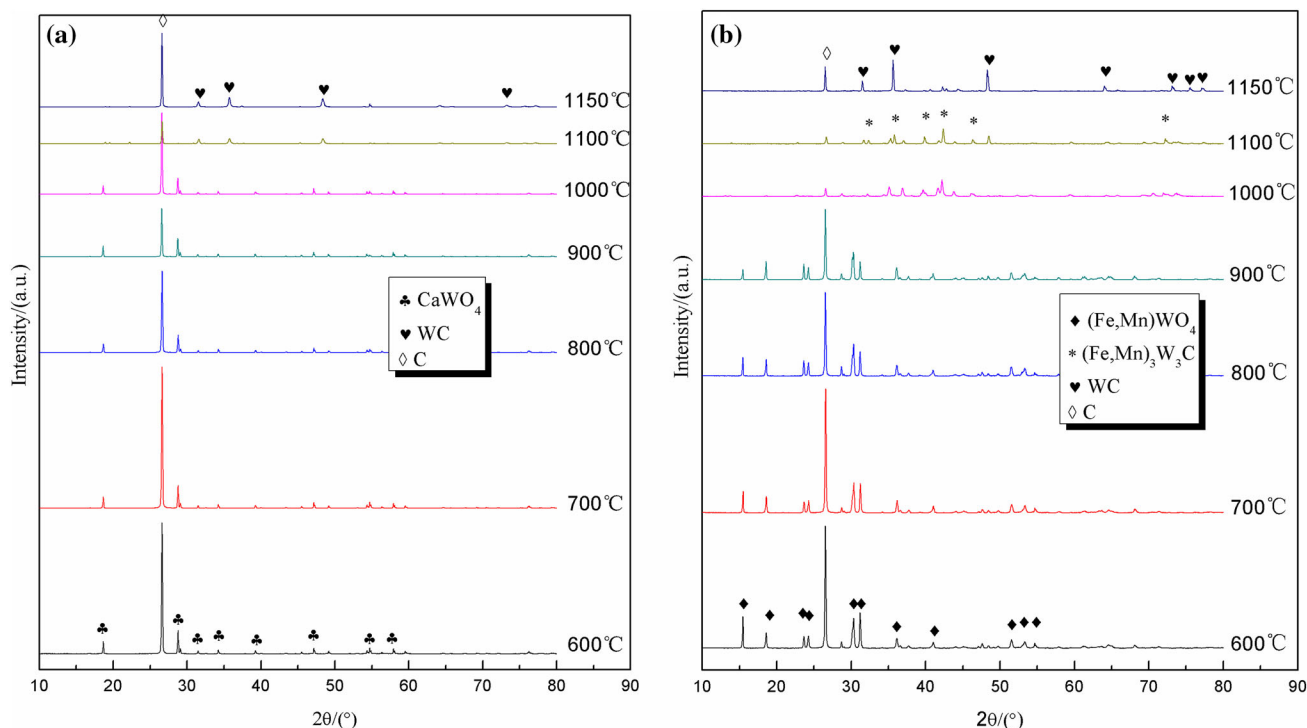 (a)
1150℃
1100℃
1000℃
900℃
800℃
700℃
600℃
♣ CaWO₄
♥ WC
◊ C
Intensity/(a.u.)
10 20 30 40 50 60 70 80 90
2θ/(°)
(b)
1150℃
1100℃
1000℃
900℃
800℃
700℃
600℃
♦ (Fe,Mn)WO₄
* (Fe,Mn)₃W₃C
♥ WC
◊ C
Intensity/(a.u.)
10 20 30 40 50 60 70 80 90
2θ/(°)